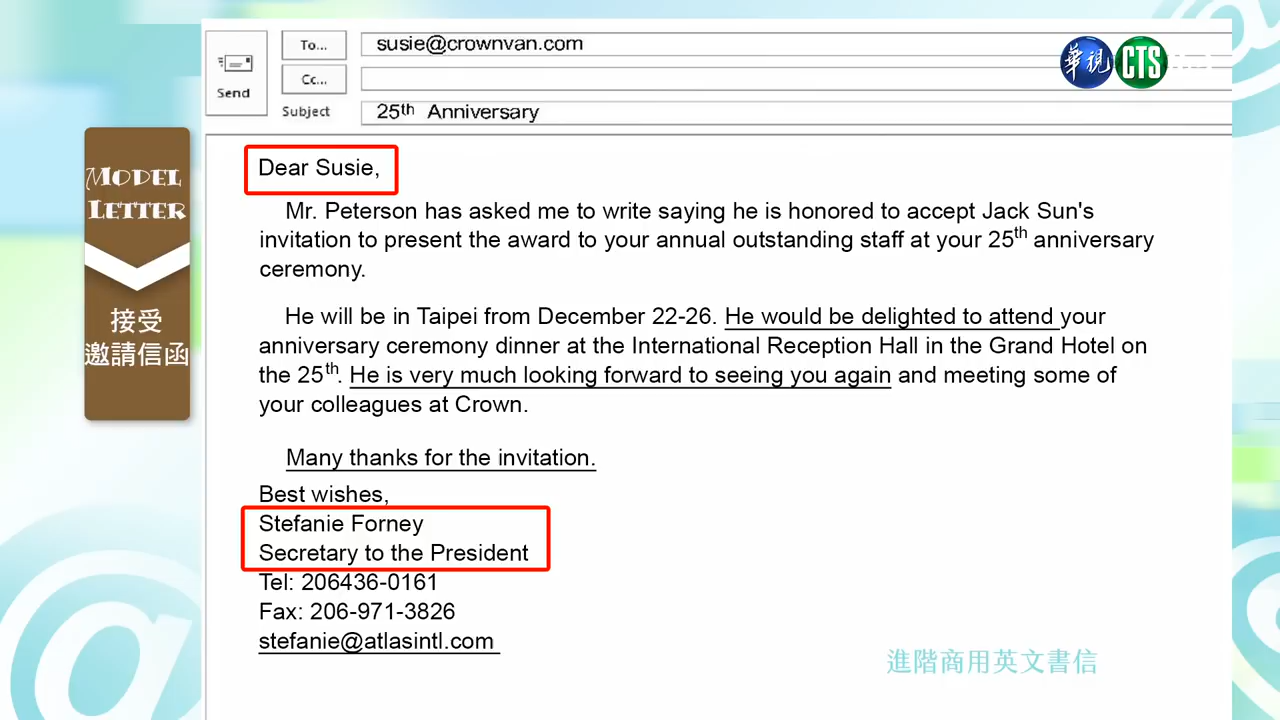 To...
susie@crownvan.com
華視 CTS
Send
Cc...
Subject
25th Anniversary
MODEL
LETTER
接受
邀請信函
Dear Susie,
Mr. Peterson has asked me to write saying he is honored to accept Jack Sun's
invitation to present the award to your annual outstanding staff at your 25th anniversary
ceremony.
He will be in Taipei from December 22-26. He would be delighted to attend your
anniversary ceremony dinner at the International Reception Hall in the Grand Hotel on
the 25th. He is very much looking forward to seeing you again and meeting some of
your colleagues at Crown.
Many thanks for the invitation.
Best wishes,
Stefanie Forney
Secretary to the President
Tel: 206436-0161
Fax: 206-971-3826
stefanie@atlasintl.com
進階商用英文書信